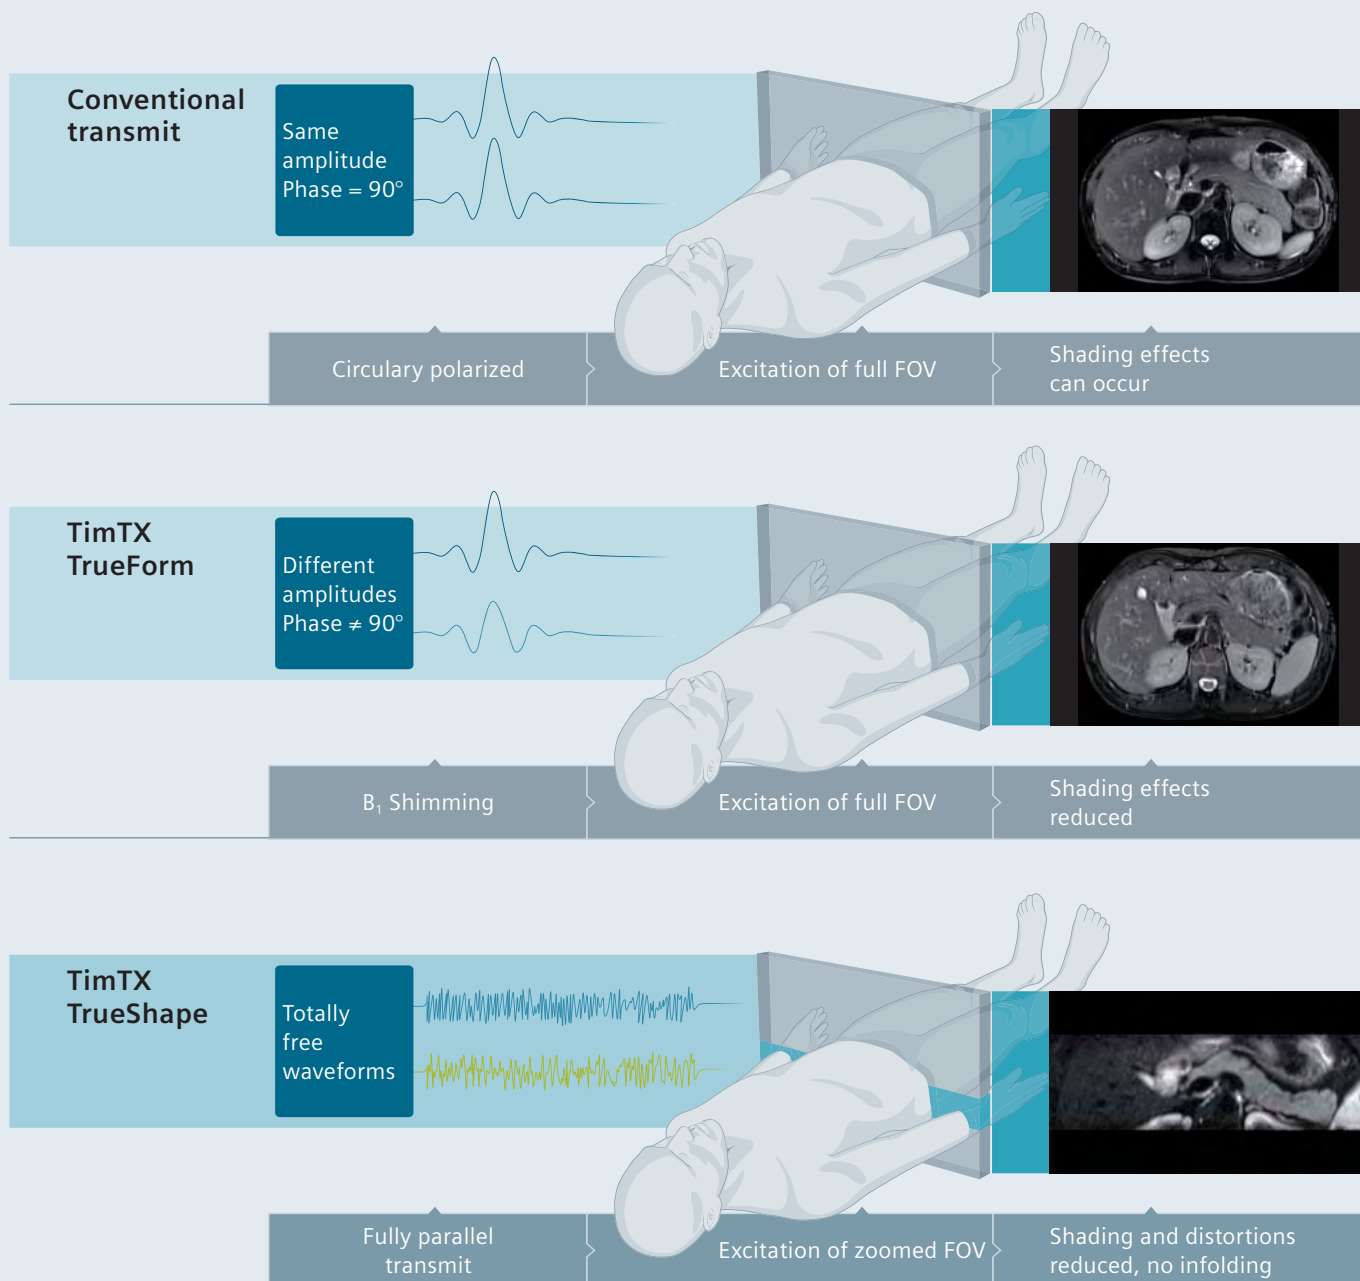 Conventional
transmit
Same
amplitude
Phase = 90°
Circulary polarized
Excitation of full FOV
Shading effects
can occur
TimTX
TrueForm
Different
amplitudes
Phase ≠ 90°
B₁ Shimming
Excitation of full FOV
Shading effects
reduced
TimTX
TrueShape
Totally
free
waveforms
Fully parallel
transmit
Excitation of zoomed FOV
Shading and distortions
reduced, no infolding